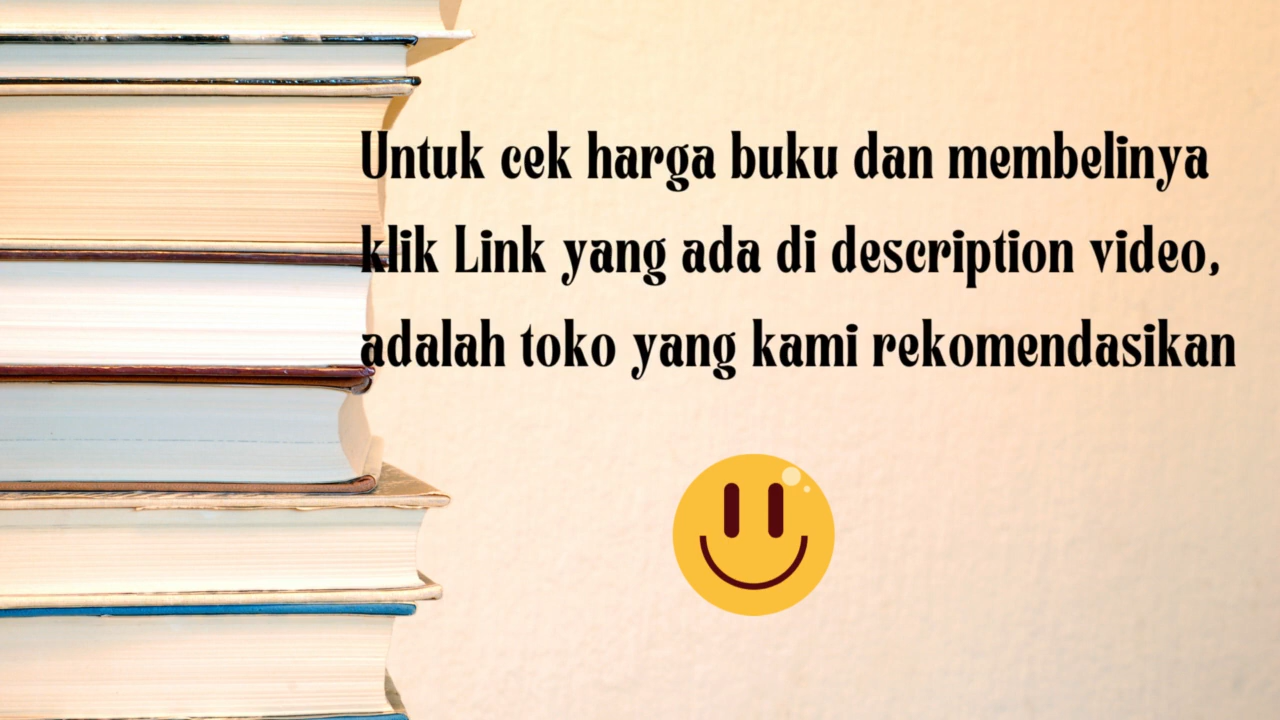 Untuk cek harga buku dan membelinya
klik Link yang ada di description video,
adalah toko yang kami rekomendasikan